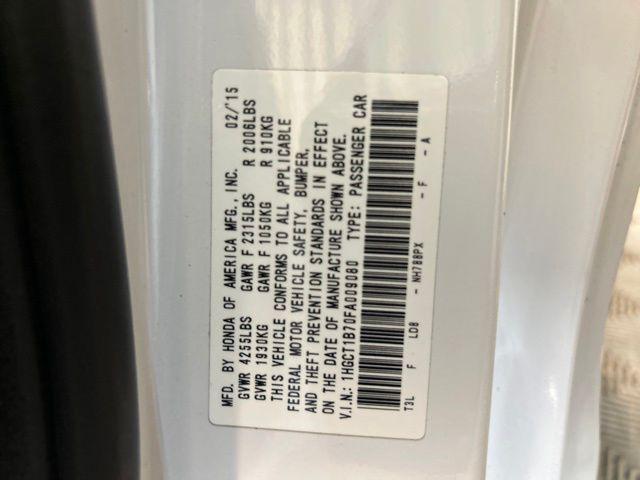 MFD. BY HONDA OF AMERICA MFG., INC. 02/'15
GVWR 4255LBS GAWR F 2315LBS R 2006LBS
GVWR 1930KG GAWR F 1050KG R 910KG
THIS VEHICLE CONFORMS TO ALL APPLICABLE
FEDERAL MOTOR VEHICLE SAFETY, BUMPER,
AND THEFT PREVENTION STANDARDS IN EFFECT
ON THE DATE OF MANUFACTURE SHOWN ABOVE.
V.I.N.: 1HGCT11B70FA009080 TYPE: PASSENGER CAR
T3L F LD8 - NH788PX - F - A